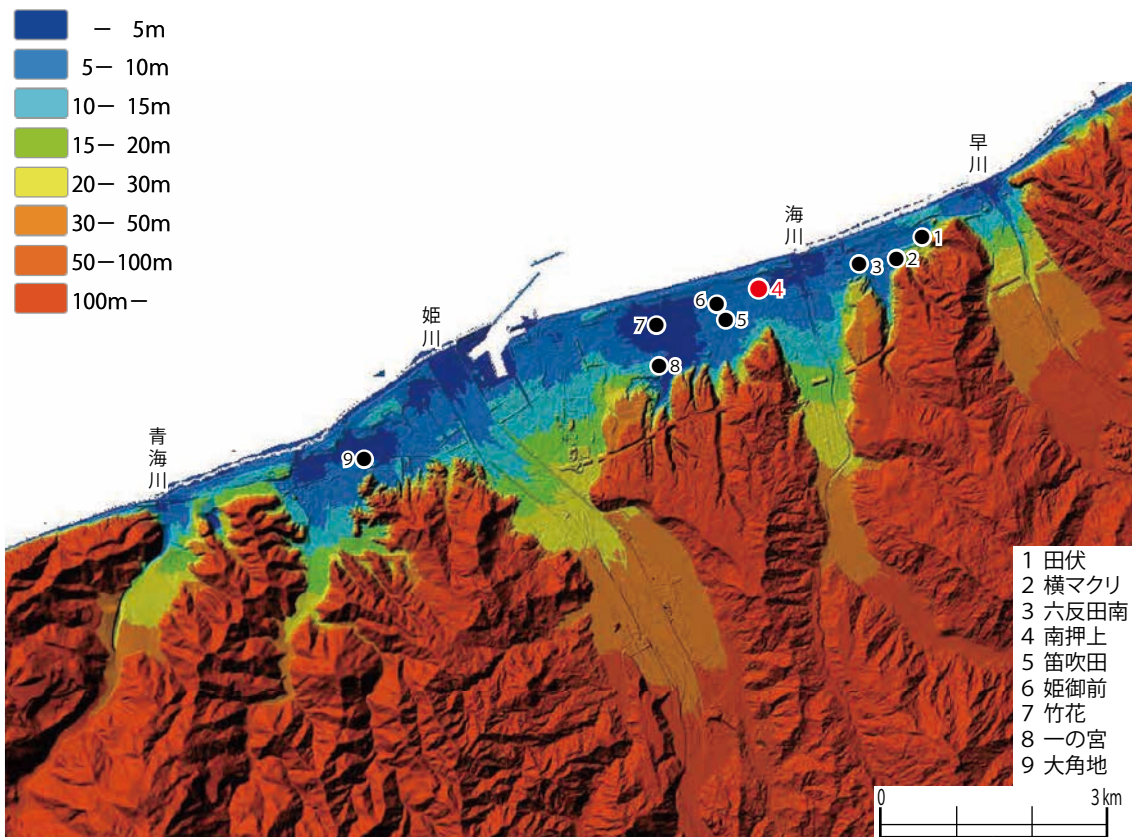 ― 5m
5― 10m
10― 15m
15― 20m
20― 30m
30― 50m
50―100m
100m―
早川
海川
姫川
青海川
1
2
3
4
6
5
7
8
9
1 田伏
2 横マクリ
3 六反田南
4 南押上
5 笛吹田
6 姫御前
7 竹花
8 一の宮
9 大角地
0 3km